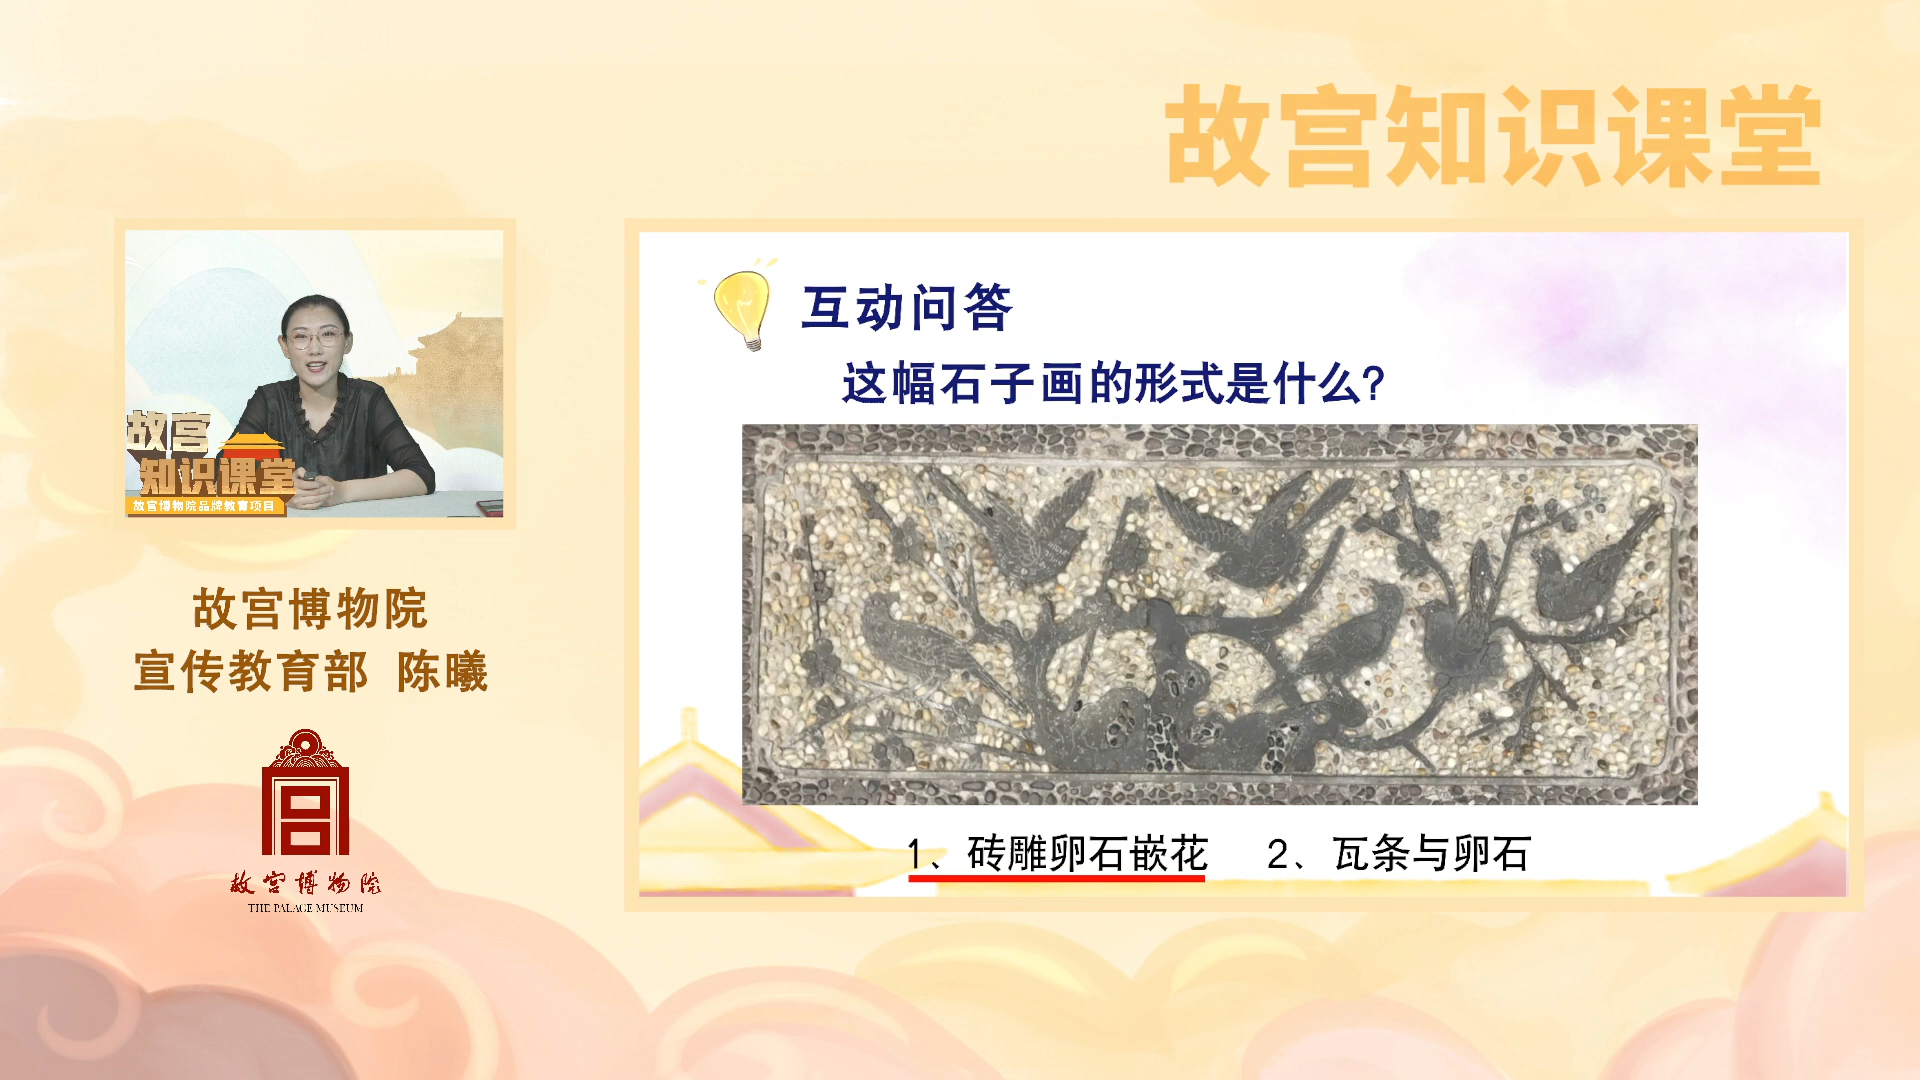 故宫知识课堂
故宫
知识课堂
故宫博物院品牌教育项目
故宫博物院
宣传教育部 陈曦
故宫博物院
THE PALACE MUSEUM
互动问答
这幅石子画的形式是什么?
1、砖雕卵石嵌花 2、瓦条与卵石